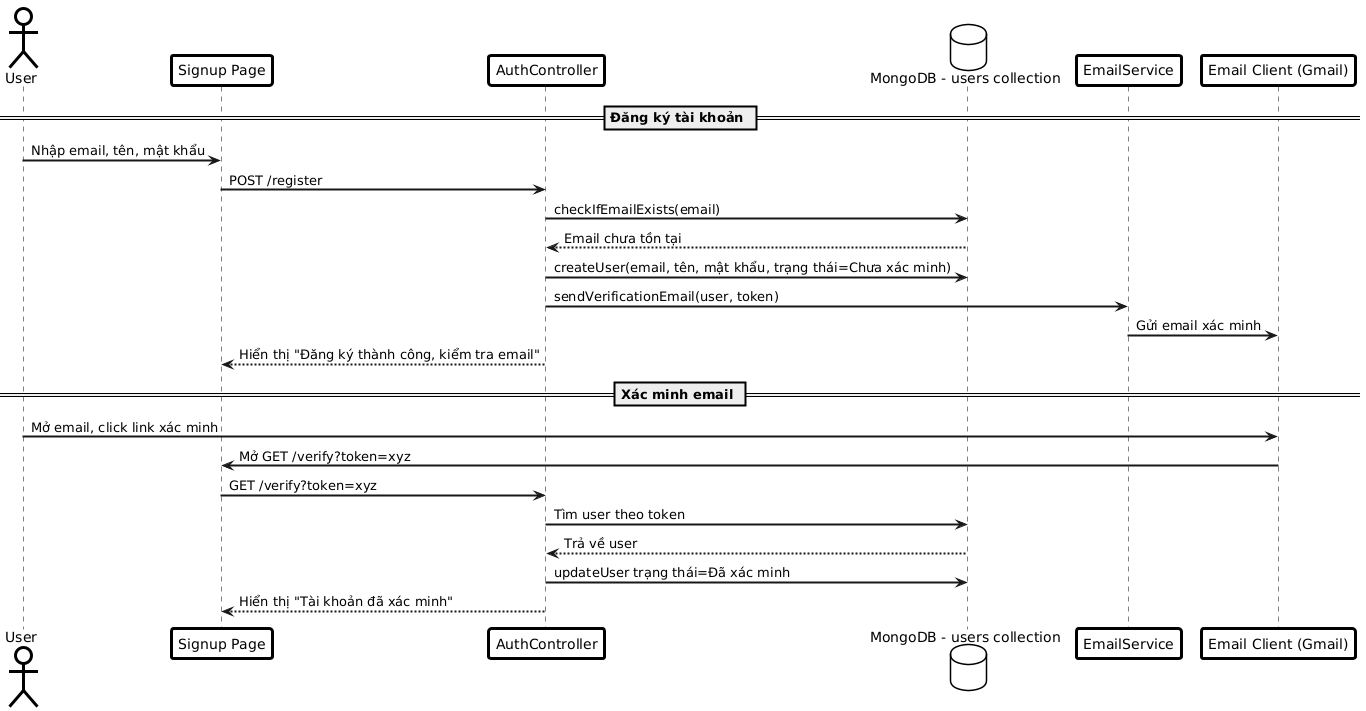 User
Signup Page
AuthController
MongoDB - users collection
EmailService
Email Client (Gmail)
Đăng ký tài khoản
Nhập email, tên, mật khẩu
POST /register
checkIfEmailExists(email)
Email chưa tồn tại
createUser(email, tên, mật khẩu, trạng thái=Chưa xác minh)
sendVerificationEmail(user, token)
Gửi email xác minh
Hiển thị "Đăng ký thành công, kiểm tra email"
Xác minh email
Mở email, click link xác minh
Mở GET /verify?token=xyz
GET /verify?token=xyz
Tìm user theo token
Trả về user
updateUser trạng thái=Đã xác minh
Hiển thị "Tài khoản đã xác minh"
User
Signup Page
AuthController
MongoDB - users collection
EmailService
Email Client (Gmail)